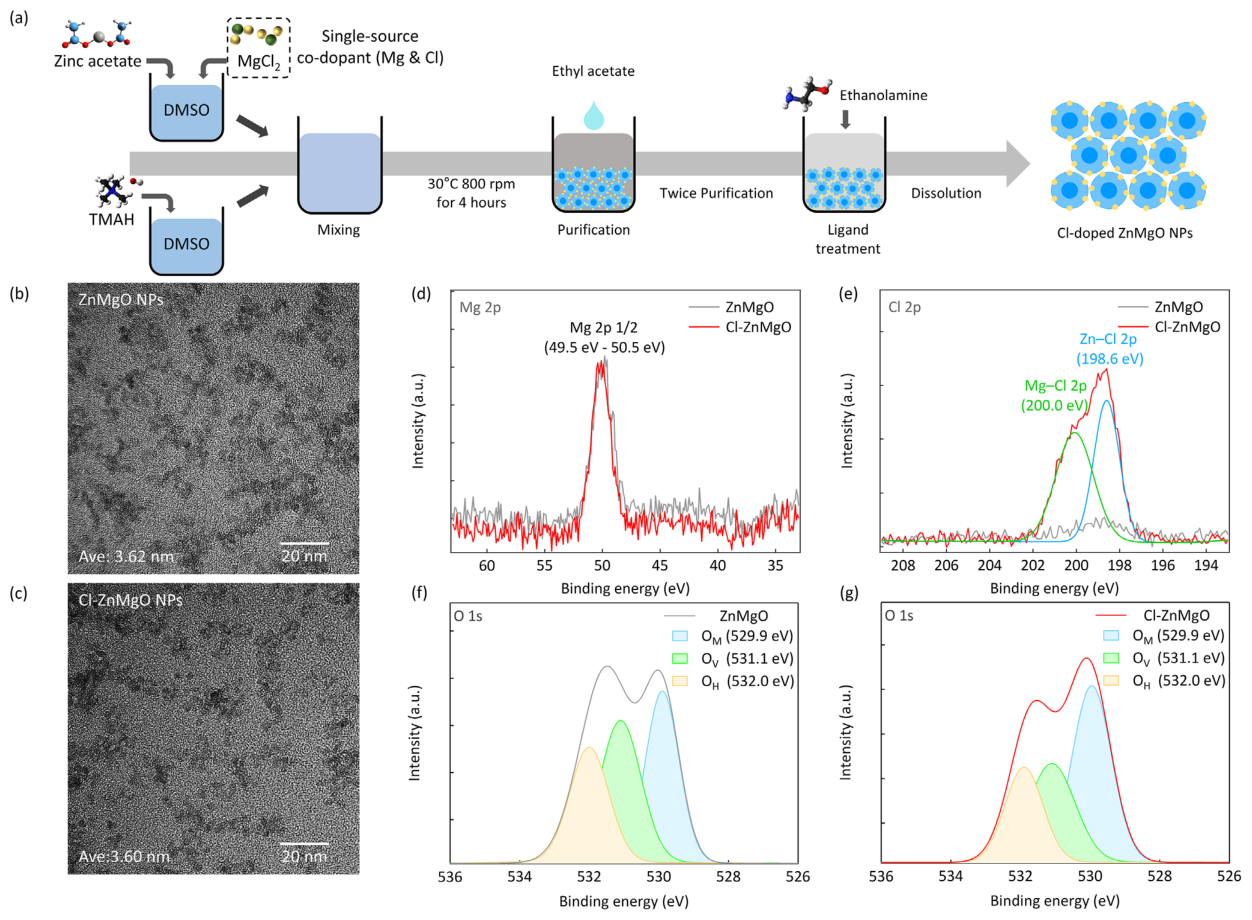 (a)
Zinc acetate
MgCl2
Single-source
co-dopant (Mg & Cl)
DMSO
TMAH
DMSO
Mixing
30°C 800 rpm
for 4 hours
Ethyl acetate
Purification
Twice Purification
Ethanolamine
Ligand
treatment
Dissolution
Cl-doped ZnMgO NPs
(b)
ZnMgO NPs
Ave: 3.62 nm
20 nm
(c)
Cl-ZnMgO NPs
Ave:3.60 nm
20 nm
(d)
Mg 2p
ZnMgO
Cl-ZnMgO
Mg 2p 1/2
(49.5 eV - 50.5 eV)
Intensity (a.u.)
60 55 50 45 40 35
Binding energy (eV)
(e)
Cl 2p
ZnMgO
Cl-ZnMgO
Zn–Cl 2p
(198.6 eV)
Mg–Cl 2p
(200.0 eV)
Intensity (a.u.)
208 206 204 202 200 198 196 194
Binding energy (eV)
(f)
O 1s
ZnMgO
OM (529.9 eV)
OV (531.1 eV)
OH (532.0 eV)
Intensity (a.u.)
536 534 532 530 528 526
Binding energy (eV)
(g)
O 1s
Cl-ZnMgO
OM (529.9 eV)
OV (531.1 eV)
OH (532.0 eV)
Intensity (a.u.)
536 534 532 530 528 526
Binding energy (eV)